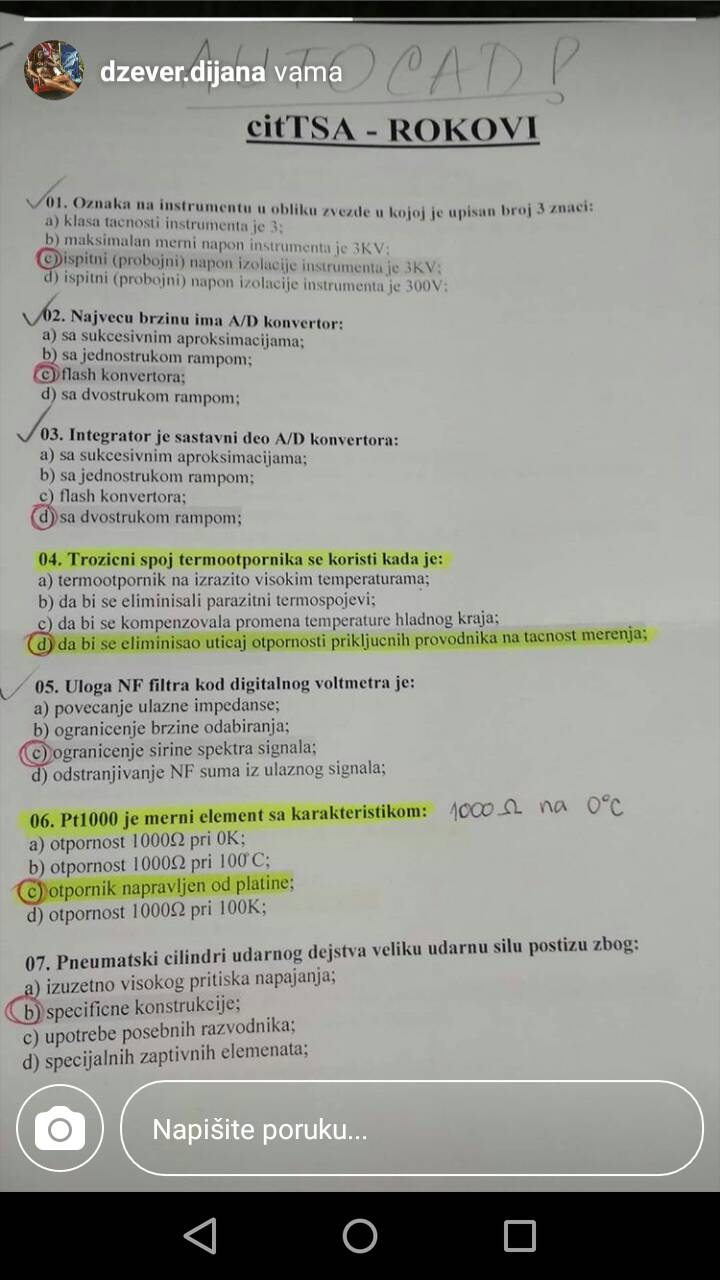 dzever.dijana vama
AUTOCAD!
citTSA - ROKOVI
01. Oznaka na instrumentu u obliku zvezde u kojoj je upisan broj 3 znaci:
a) klasa tacnosti instrumenta je 3;
b) maksimalan merni napon instrumenta je 3KV;
c) ispitni (probojni) napon izolacije instrumenta je 3KV;
d) ispitni (probojni) napon izolacije instrumenta je 300V:
02. Najvecu brzinu ima A/D konvertor:
a) sa sukcesivnim aproksimacijama;
b) sa jednostrukom rampom;
c) flash konvertora;
d) sa dvostrukom rampom;
03. Integrator je sastavni deo A/D konvertora:
a) sa sukcesivnim aproksimacijama;
b) sa jednostrukom rampom;
c) flash konvertora;
d) sa dvostrukom rampom;
04. Trozicni spoj termootpornika se koristi kada je:
a) termootpornik na izrazito visokim temperaturama;
b) da bi se eliminisali parazitni termospojevi;
c) da bi se kompenzovala promena temperature hladnog kraja;
d) da bi se eliminisao uticaj otpornosti prikljucnih provodnika na tacnost merenja;
05. Uloga NF filtra kod digitalnog voltmetra je:
a) povecanje ulazne impedanse;
b) ogranicenje brzine odabiranja;
c) ogranicenje sirine spektra signala;
d) odstranjivanje NF suma iz ulaznog signala;
06. Pt1000 je merni element sa karakteristikom: 1000Ω na 0°C
a) otpornost 1000Ω pri 0K;
b) otpornost 1000Ω pri 100°C;
c) otpornik napravljen od platine;
d) otpornost 1000Ω pri 100K;
07. Pneumatski cilindri udarnog dejstva veliku udarnu silu postizu zbog:
a) izuzetno visokog pritiska napajanja;
b) specificne konstrukcije;
c) upotrebe posebnih razvodnika;
d) specijalnih zaptivnih elemenata;
Napišite poruku...